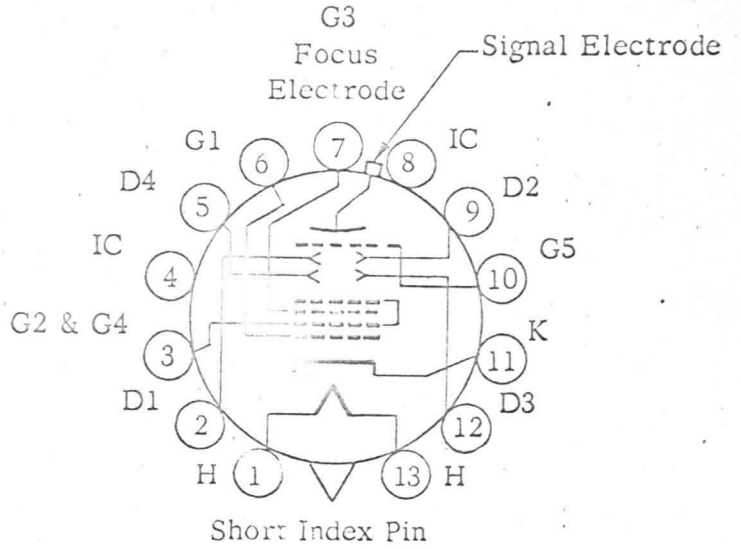 G3
Focus
Electrode
Signal Electrode
G1
7
IC
6
8
D4
D2
5
9
IC
G5
4
10
G2 & G4
K
3
11
D1
D3
2
12
H
1
13
H
Short Index Pin